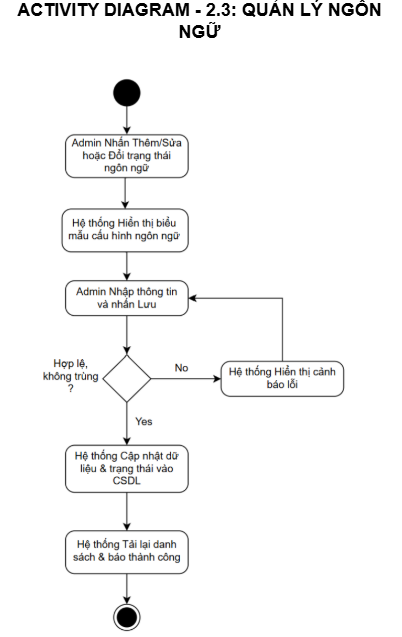 ACTIVITY DIAGRAM - 2.3: QUẢN LÝ NGÔN
NGỮ
Admin Nhấn Thêm/Sửa
hoặc Đổi trạng thái
ngôn ngữ
Hệ thống Hiển thị biểu
mẫu cấu hình ngôn ngữ
Admin Nhập thông tin
và nhấn Lưu
Hợp lệ,
không trùng
?
No
Hệ thống Hiển thị cảnh
báo lỗi
Yes
Hệ thống Cập nhật dữ
liệu & trạng thái vào
CSDL
Hệ thống Tải lại danh
sách & báo thành công